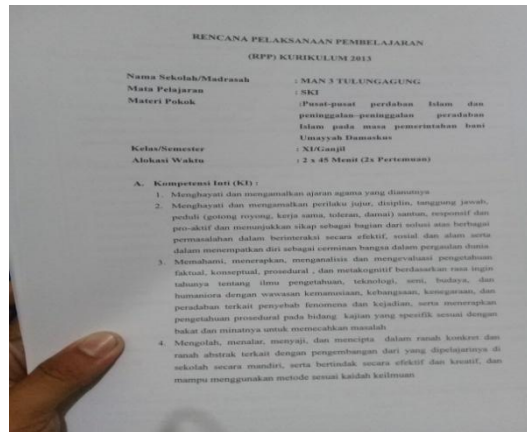 RENCANA PELAKSANAAN PEMBELAJARAN
(RPP) KURIKULUM 2013
Nama Sekolah/Madrasah : MAN 3 TULUNGAGUNG
Mata Pelajaran : SKI
Materi Pokok :Pusat-pusat perdaban Islam dan
peninggalan-peninggalan peradaban
Islam pada masa pemerintahan bani
Umayyah Damaskus
Kelas/Semester : XI/Ganjil
Alokasi Waktu : 2 x 45 Menit (2x Pertemuan)
A. Kompetensi Inti (KI) :
1. Menghayati dan mengamalkan ajaran agama yang dianutnya
2. Menghayati dan mengamalkan perilaku jujur, disiplin, tanggung jawab,
peduli (gotong royong, kerja sama, toleran, damai) santun, responsif dan
pro-aktif dan menunjukkan sikap sebagai bagian dari solusi atas berbagai
permasalahan dalam berinteraksi secara efektif, sosial dan alam serta
dalam menempatkan diri sebagai cerminan bangsa dalam pergaulan dunia
3. Memahami, menerapkan, menganalisis dan mengevaluasi pengetahuan
faktual, konseptual, prosedural , dan metakognitif berdasarkan rasa ingin
tahunya tentang ilmu pengetahuan, teknologi, seni, budaya, dan
humaniora dengan wawasan kemanusiaan, kebangsaan, kenegaraan, dan
peradaban terkait penyebab fenomena dan kejadian, serta menerapkan
pengetahuan prosedural pada bidang kajian yang spesifik sesuai dengan
bakat dan minatnya untuk memecahkan masalah
4. Mengolah, menalar, menyaji, dan mencipta dalam ranah konkret dan
ranah abstrak terkait dengan pengembangan dari yang dipelajarinya di
sekolah secara mandiri, serta bertindak secara efektif dan kreatif, dan
mampu menggunakan metode sesuai kaidah keilmuan